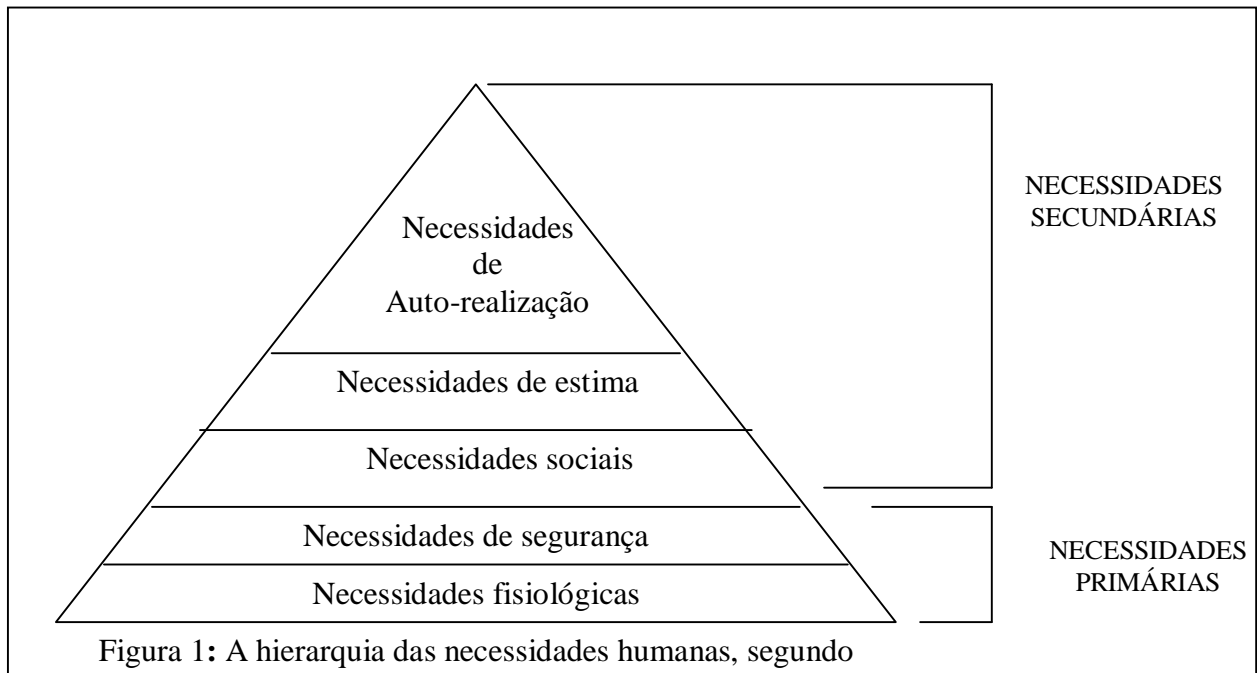 NECESSIDADES
SECUNDÁRIAS
Necessidades
de
Auto-realização
Necessidades de estima
Necessidades sociais
Necessidades de segurança
Necessidades fisiológicas
NECESSIDADES
PRIMÁRIAS
Figura 1: A hierarquia das necessidades humanas, segundo